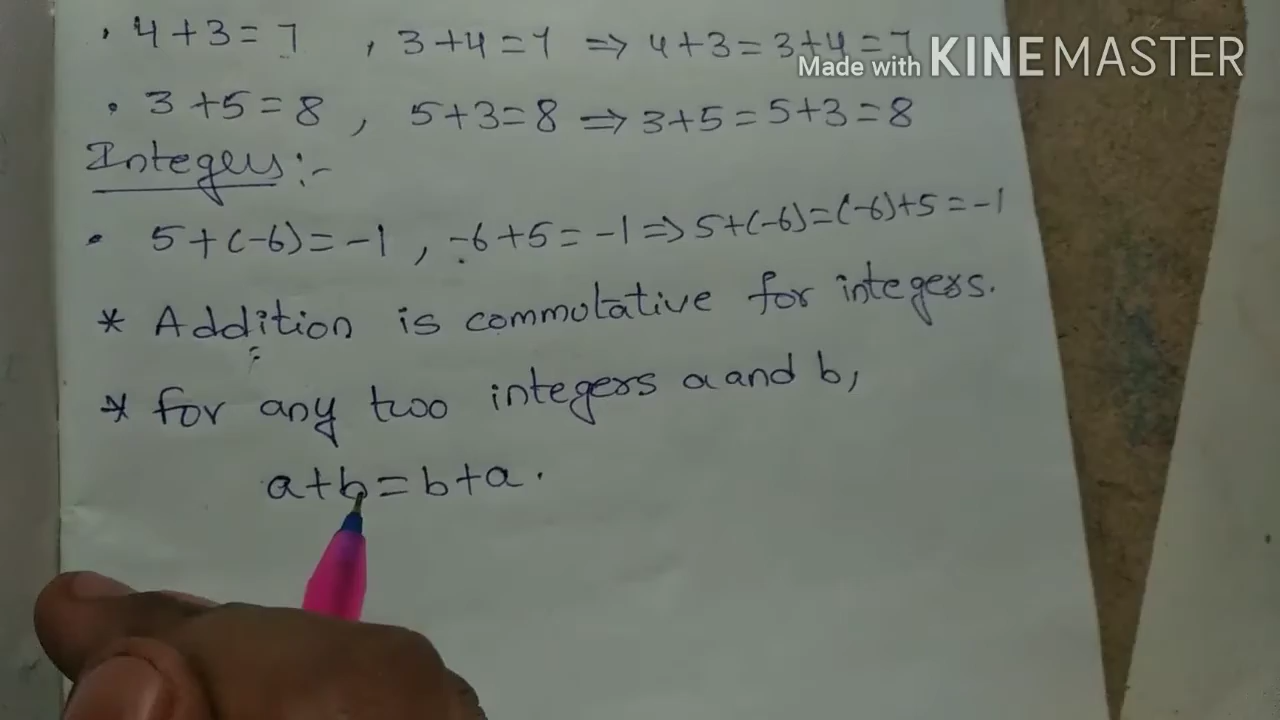 · 4+3=7 , 3+4=7 ⇒ 4+3=3+4=7
Made with KINEMASTER
· 3+5=8 , 5+3=8 ⇒ 3+5=5+3=8
Integers:-
· 5+(-6)=-1 , -6+5=-1 ⇒ 5+(-6)=(-6)+5=-1
* Addition is commutative for integers.
* for any two integers a and b,
a+b=b+a.